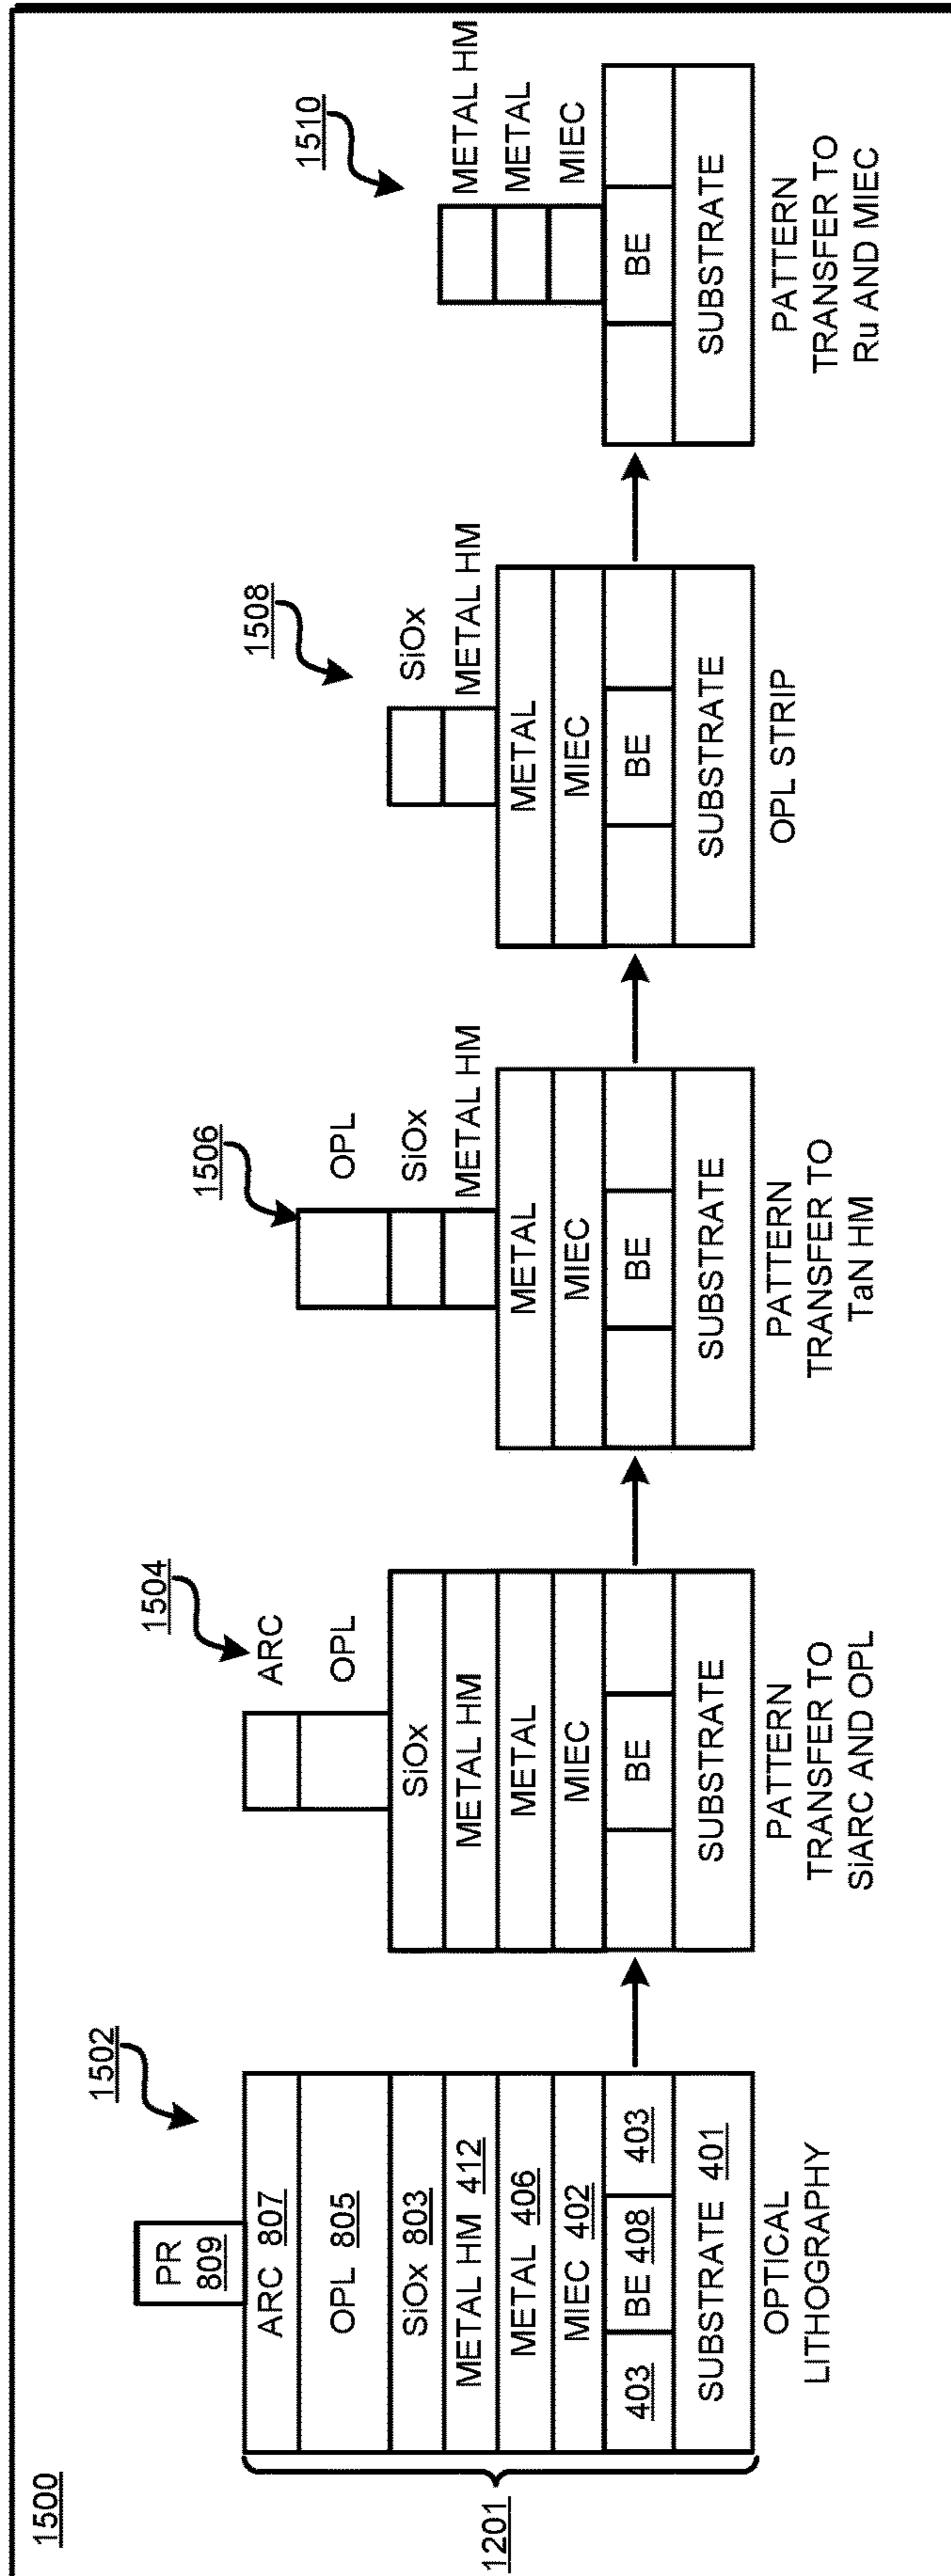 1500
1502
PR
809
ARC 807
OPL 805
SiOx 803
METAL HM 412
METAL 406
MIEC 402
403
BE 408
403
SUBSTRATE 401
1201
OPTICAL
LITHOGRAPHY
1504
ARC
OPL
SiOx
METAL HM
METAL
MIEC
BE
SUBSTRATE
PATTERN
TRANSFER TO
SiARC AND OPL
1506
OPL
SiOx
METAL HM
METAL
MIEC
BE
SUBSTRATE
PATTERN
TRANSFER TO
TaN HM
1508
SiOx
METAL HM
METAL
MIEC
BE
SUBSTRATE
OPL STRIP
1510
METAL HM
METAL
MIEC
BE
SUBSTRATE
PATTERN
TRANSFER TO
Ru AND MIEC